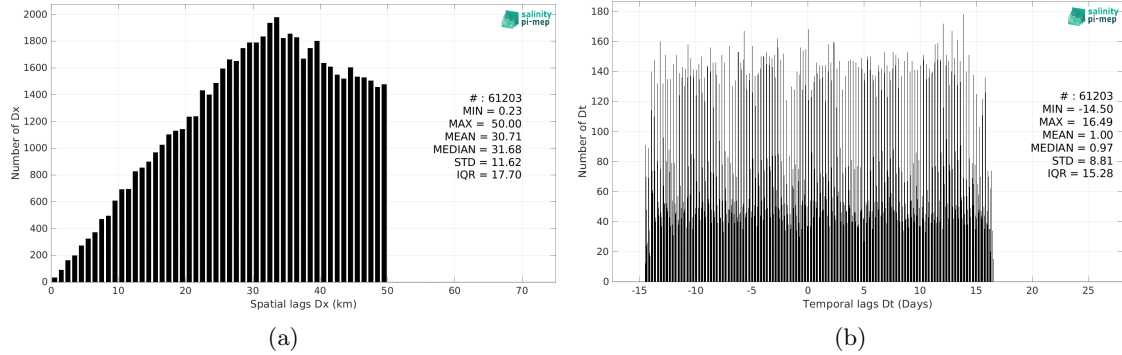 salinity
pi-mep
2000
1800
1600
1400
1200
1000
800
600
400
200
0
Number of Dx
# : 61203
MIN = 0.23
MAX = 50.00
MEAN = 30.71
MEDIAN = 31.68
STD = 11.62
IQR = 17.70
0 10 20 30 40 50 60 70
Spatial lags Dx (km)
(a)
salinity
pi-mep
180
160
140
120
100
80
60
40
20
0
Number of Dt
# : 61203
MIN = -14.50
MAX = 16.49
MEAN = 1.00
MEDIAN = 0.97
STD = 8.81
IQR = 15.28
-15 -10 -5 0 5 10 15 20 25
Temporal lags Dt (Days)
(b)